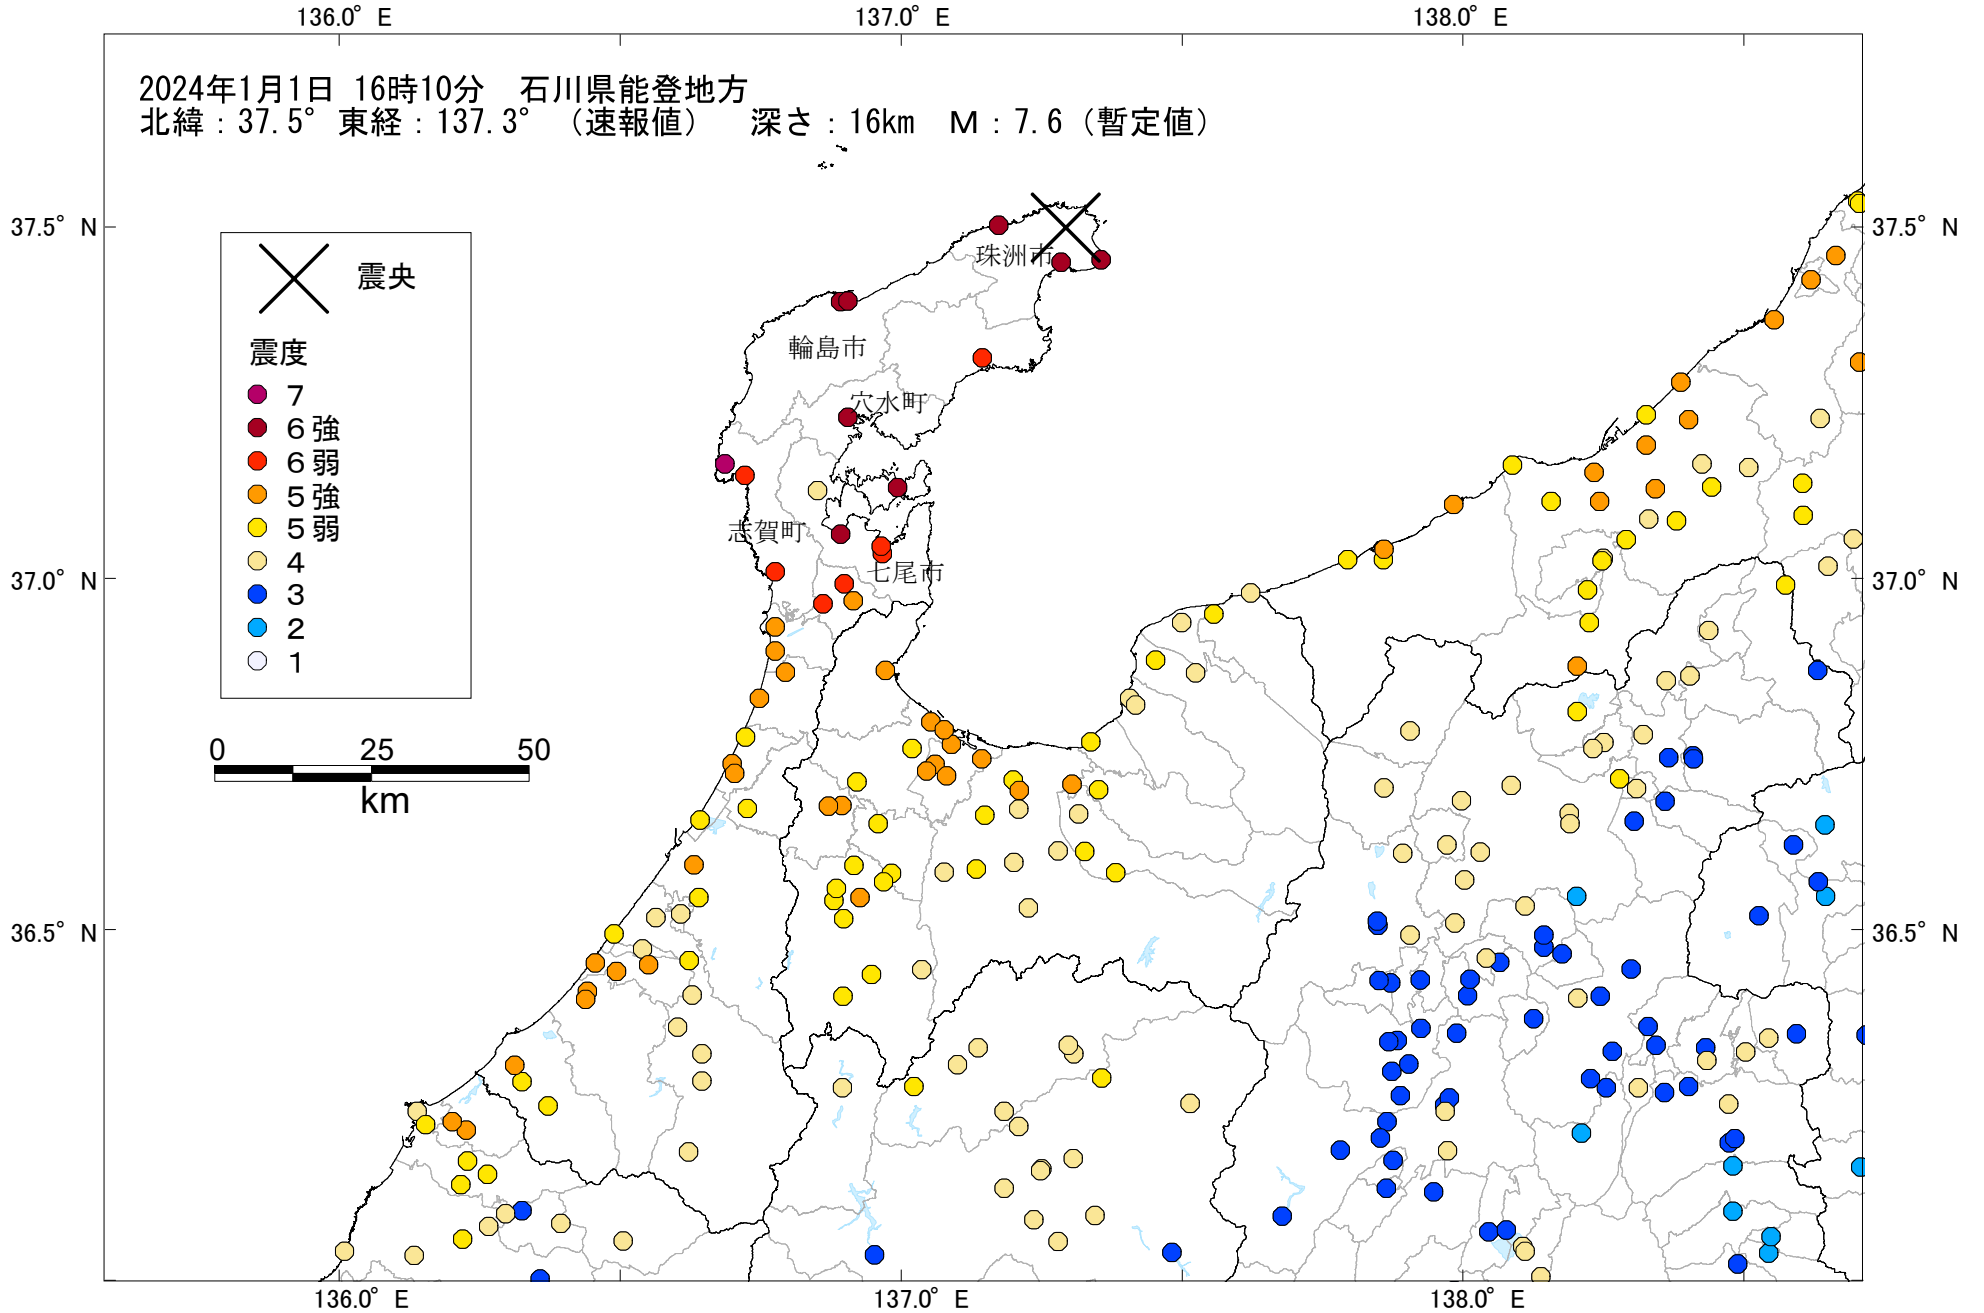 136.0° E 137.0° E 138.0° E
2024年1月1日 16時10分 石川県能登地方
北緯：37.5° 東経：137.3° （速報値） 深さ：16km M：7.6（暫定値）
37.5° N 37.5° N
珠洲市
震央
輪島市
震度
7
穴水町
6強
6弱
5強
志賀町
5弱
4
七尾市
37.0° N 37.0° N
3
2
1
0 25 50
km
36.5° N 36.5° N
136.0° E 137.0° E 138.0° E